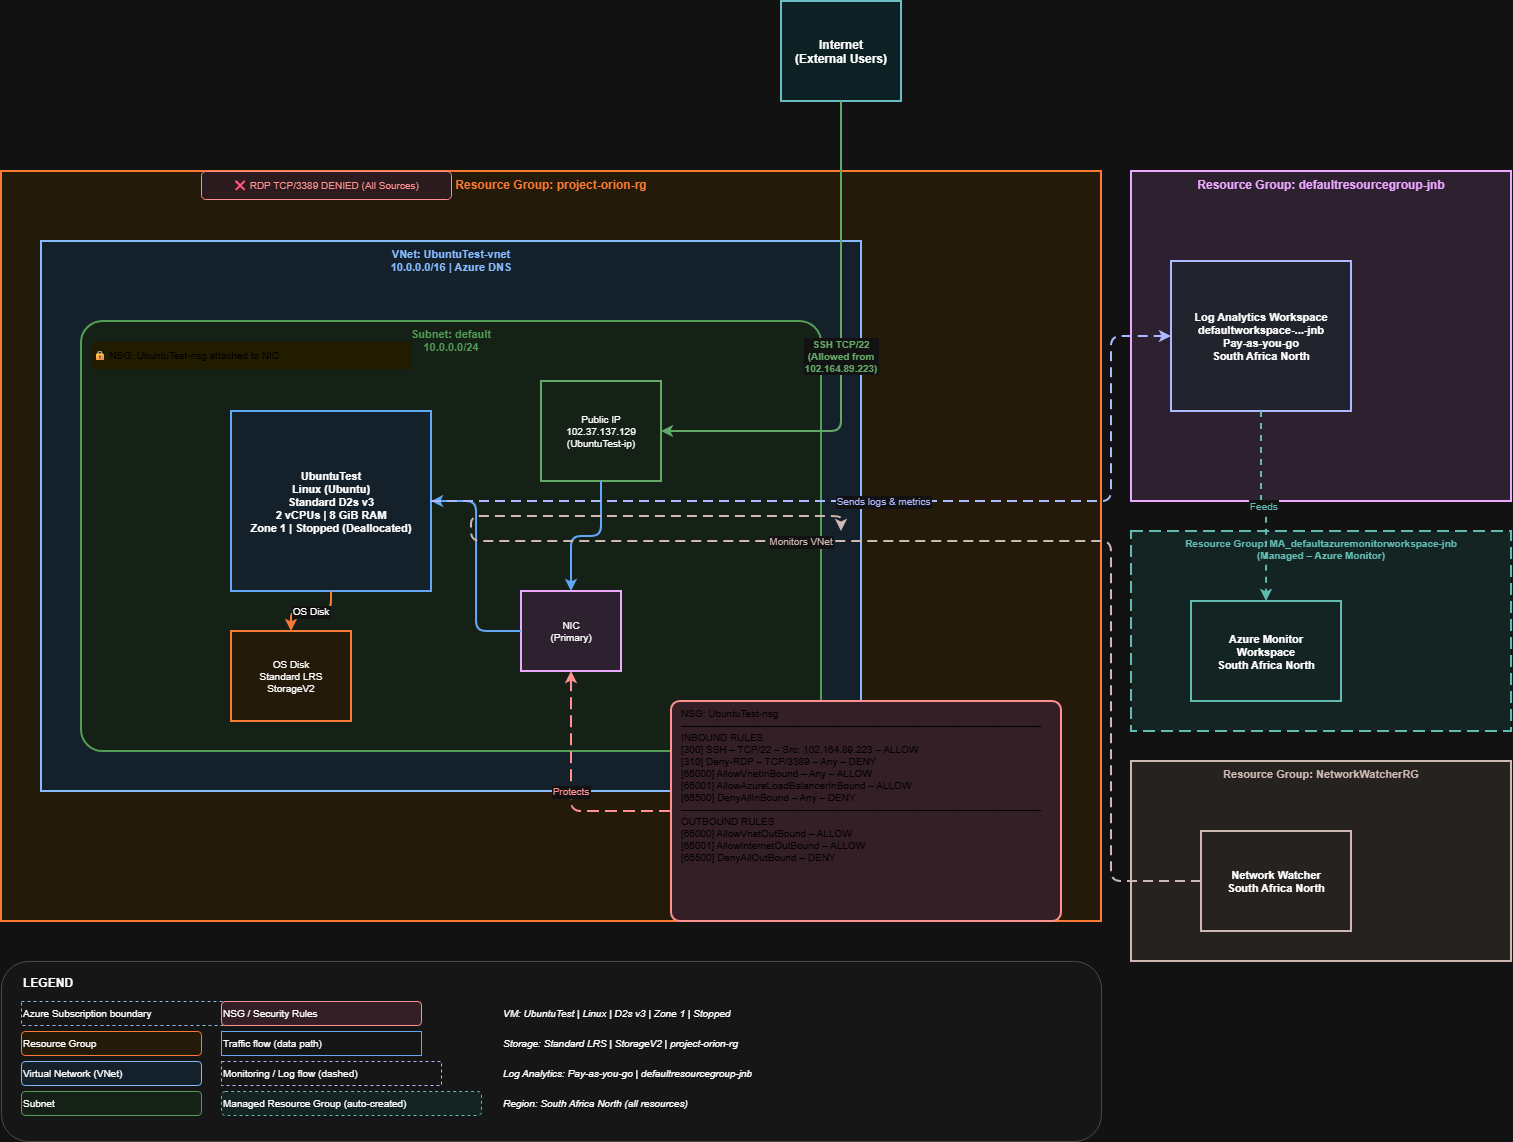 Internet
(External Users)
❌ RDP TCP/3389 DENIED (All Sources)
Resource Group: project-orion-rg
Resource Group: defaultresourcegroup-jnb
VNet: UbuntuTest-vnet
10.0.0.0/16 | Azure DNS
Subnet: default
10.0.0.0/24
🔒 NSG: UbuntuTest-nsg attached to NIC
SSH TCP/22
(Allowed from
102.164.89.223)
Log Analytics Workspace
defaultworkspace-...-jnb
Pay-as-you-go
South Africa North
Public IP
102.37.137.129
(UbuntuTest-ip)
UbuntuTest
Linux (Ubuntu)
Standard D2s v3
2 vCPUs | 8 GiB RAM
Zone 1 | Stopped (Deallocated)
Sends logs & metrics
Feeds
Monitors VNet
Resource Group: MA_defaultazuremonitorworkspace-jnb
(Managed – Azure Monitor)
OS Disk
NIC
(Primary)
Azure Monitor
Workspace
South Africa North
OS Disk
Standard LRS
StorageV2
NSG: UbuntuTest-nsg
INBOUND RULES
[300] SSH – TCP/22 – Src: 102.164.89.223 – ALLOW
[310] Deny-RDP – TCP/3389 – Any – DENY
[65000] AllowVnetInBound – Any – ALLOW
[65001] AllowAzureLoadBalancerInBound – ALLOW
[65500] DenyAllInBound – Any – DENY
OUTBOUND RULES
[65000] AllowVnetOutBound – ALLOW
[65001] AllowInternetOutBound – ALLOW
[65500] DenyAllOutBound – DENY
Protects
Resource Group: NetworkWatcherRG
Network Watcher
South Africa North
LEGEND
Azure Subscription boundary
NSG / Security Rules
VM: UbuntuTest | Linux | D2s v3 | Zone 1 | Stopped
Resource Group
Traffic flow (data path)
Storage: Standard LRS | StorageV2 | project-orion-rg
Virtual Network (VNet)
Monitoring / Log flow (dashed)
Log Analytics: Pay-as-you-go | defaultresourcegroup-jnb
Subnet
Managed Resource Group (auto-created)
Region: South Africa North (all resources)